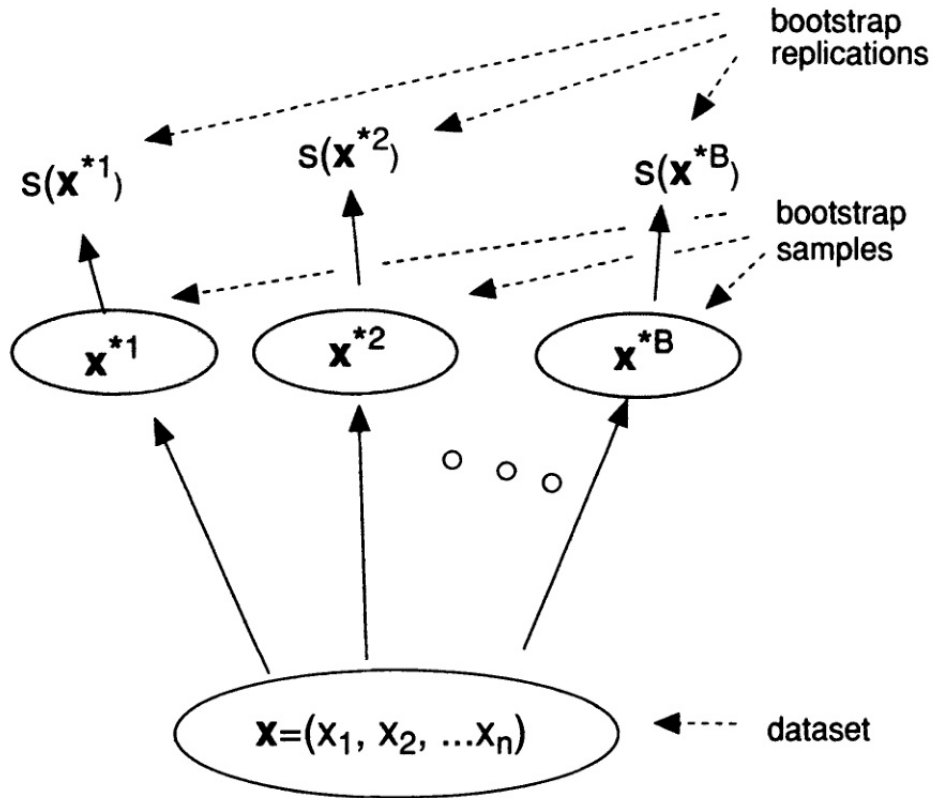 bootstrap
replications
s(x*1)
s(x*2)
s(x*B)
bootstrap
samples
x*1
x*2
x*B
x=(x1, x2, ...xn)
dataset